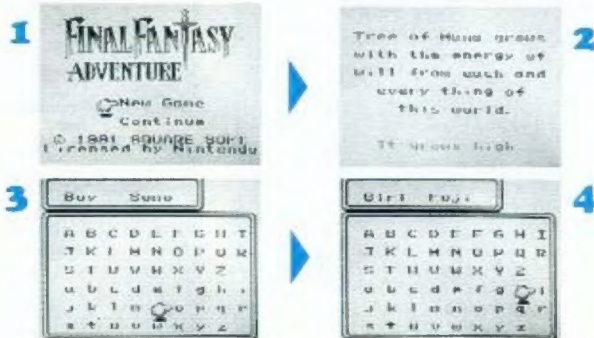 1
FINAL FANTASY
ADVENTURE
New Game
Continue
© 1991 SQUARE SOFT
Licensed by Nintendo
2
Tree of Mana grows
with the energy of
will from each and
every thing of
this world.
It grows high
3
Boy Sumo
A B C D E F G H I
J K L M N O P Q R
S T U V W X Y Z
a b c d e f g h i
j k l m n o p q r
s t u v w x y z
4
Girl Fuji
A B C D E F G H I
J K L M N O P Q R
S T U V W X Y Z
a b c d e f g i
j k l m n o p q r
s t u v w x y z